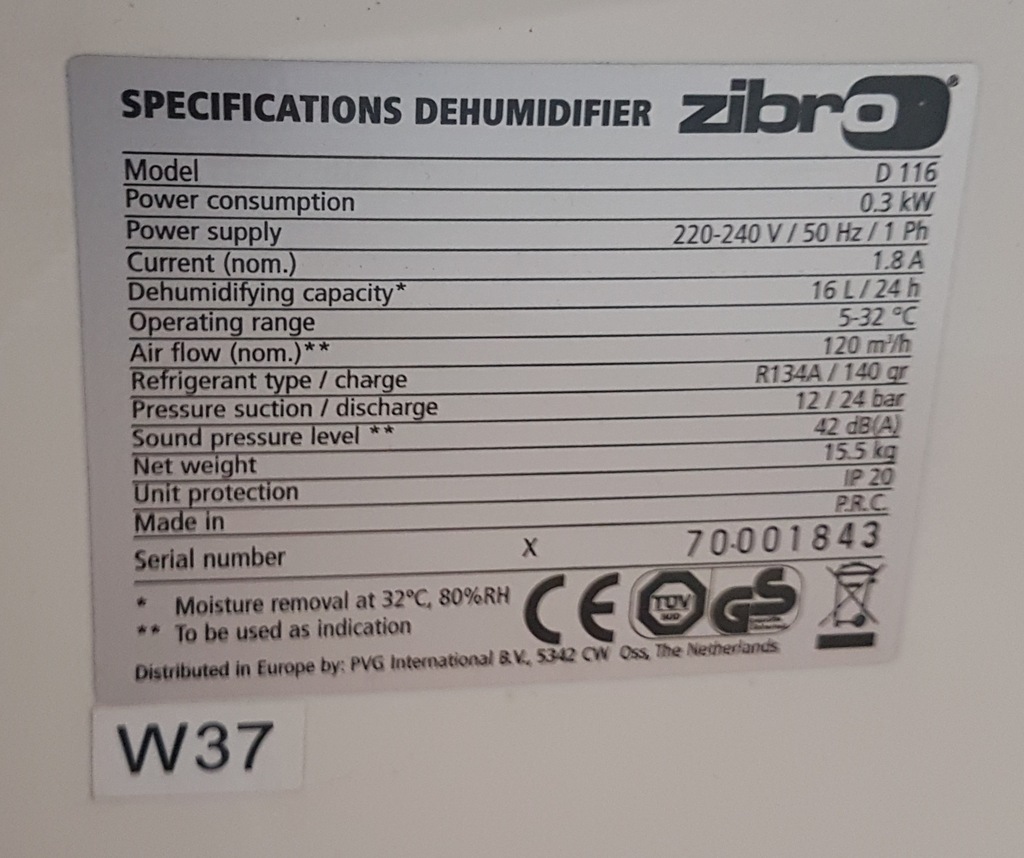 SPECIFICATIONS DEHUMIDIFIER zibro®
Model D 116
Power consumption 0.3 kW
Power supply 220-240 V / 50 Hz / 1 Ph
Current (nom.) 1.8 A
Dehumidifying capacity* 16 L / 24 h
Operating range 5-32 °C
Air flow (nom.)** 120 m³/h
Refrigerant type / charge R134A / 140 gr
Pressure suction / discharge 12 / 24 bar
Sound pressure level ** 42 dB(A)
Net weight 15.5 kg
Unit protection IP 20
Made in P.R.C.
Serial number X 70-001843
* Moisture removal at 32°C, 80%RH
** To be used as indication
CE TÜV SÜD GS
Distributed in Europe by: PVG International B.V., 5342 CW Oss, The Netherlands
W37